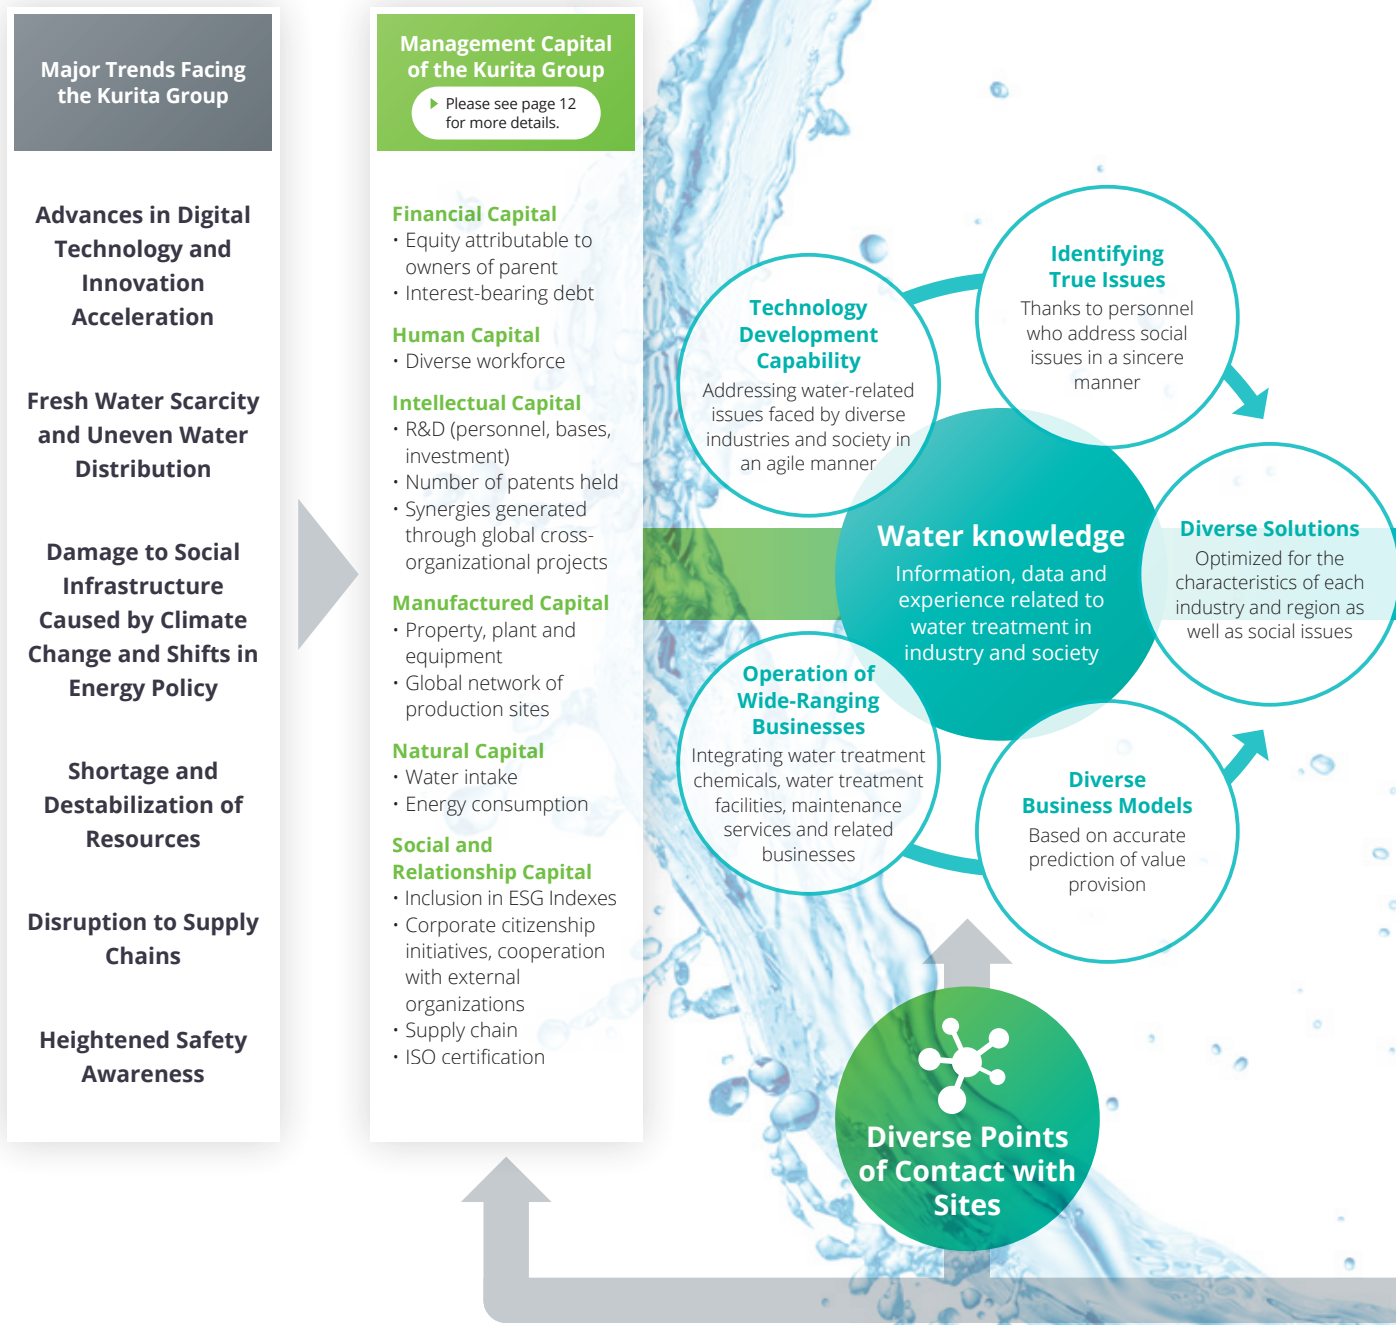 Major Trends Facing
the Kurita Group
Advances in Digital
Technology and
Innovation
Acceleration
Fresh Water Scarcity
and Uneven Water
Distribution
Damage to Social
Infrastructure
Caused by Climate
Change and Shifts in
Energy Policy
Shortage and
Destabilization of
Resources
Disruption to Supply
Chains
Heightened Safety
Awareness
Management Capital
of the Kurita Group
Please see page 12
for more details.
Financial Capital
・Equity attributable to
owners of parent
・Interest-bearing debt
Human Capital
・Diverse workforce
Intellectual Capital
・R&D (personnel, bases,
investment)
・Number of patents held
・Synergies generated
through global cross-
organizational projects
Manufactured Capital
・Property, plant and
equipment
・Global network of
production sites
Natural Capital
・Water intake
・Energy consumption
Social and
Relationship Capital
・Inclusion in ESG Indexes
・Corporate citizenship
initiatives, cooperation
with external
organizations
・Supply chain
・ISO certification
Technology
Development
Capability
Addressing water-related
issues faced by diverse
industries and society in
an agile manner
Identifying
True Issues
Thanks to personnel
who address social
issues in a sincere
manner
Water knowledge
Information, data and
experience related to
water treatment in
industry and society
Diverse Solutions
Optimized for the
characteristics of each
industry and region as
well as social issues
Operation of
Wide-Ranging
Businesses
Integrating water treatment
chemicals, water treatment
facilities, maintenance
services and related
businesses
Diverse
Business Models
Based on accurate
prediction of value
provision
Diverse Points
of Contact with
Sites